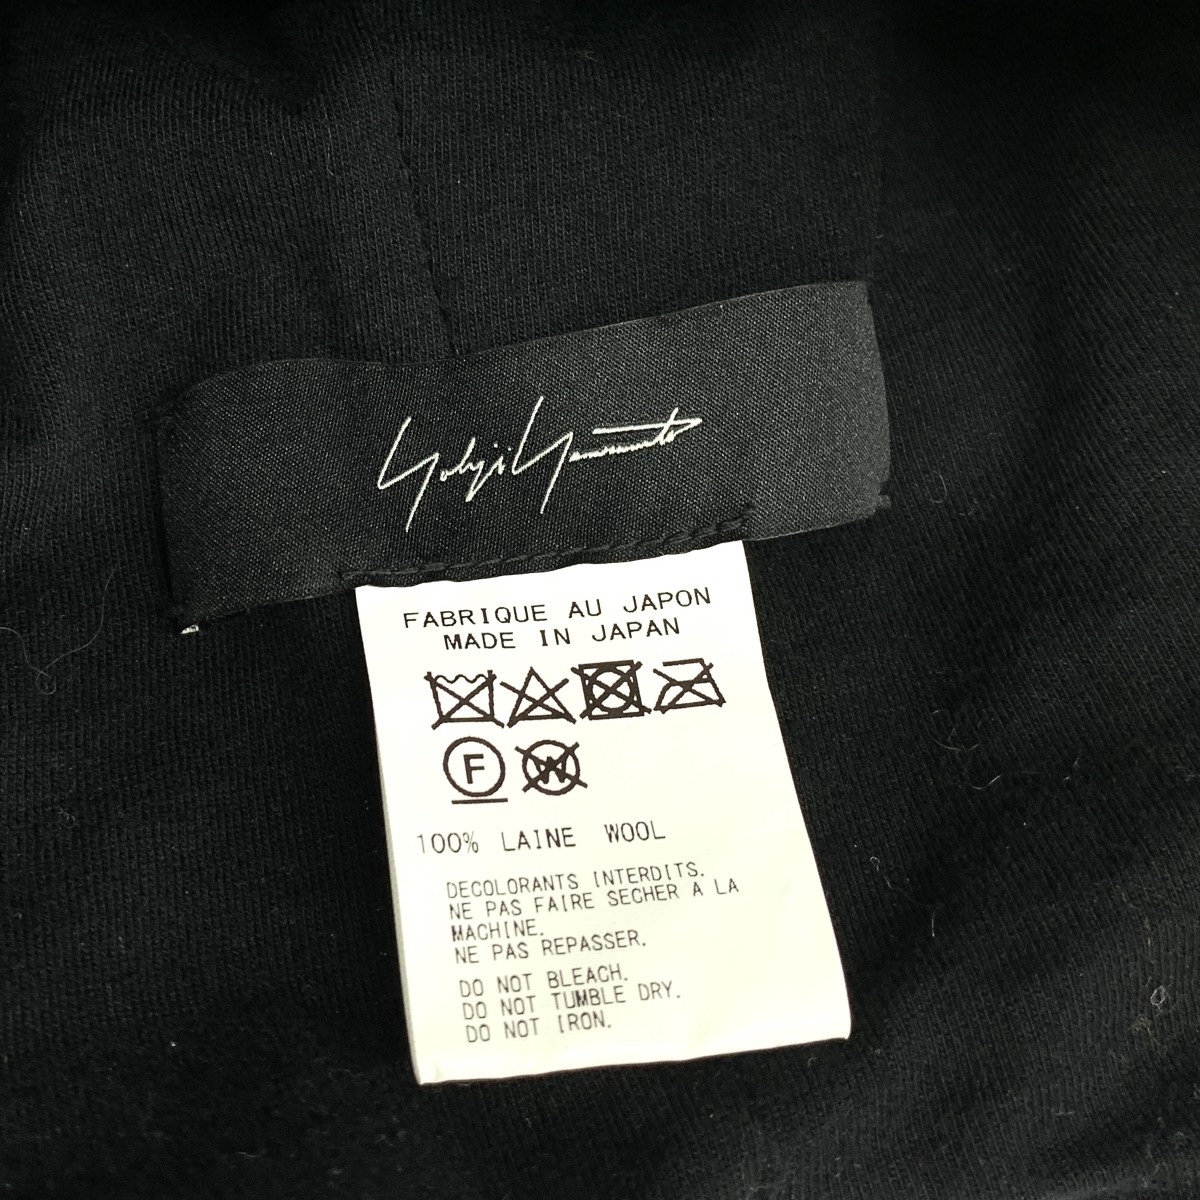 Yohji Yamamoto
FABRIQUE AU JAPON
MADE IN JAPAN
F W
100% LAINE WOOL
DECOLORANTS INTERDITS.
NE PAS FAIRE SECHER A LA
MACHINE.
NE PAS REPASSER.
DO NOT BLEACH.
DO NOT TUMBLE DRY.
DO NOT IRON.